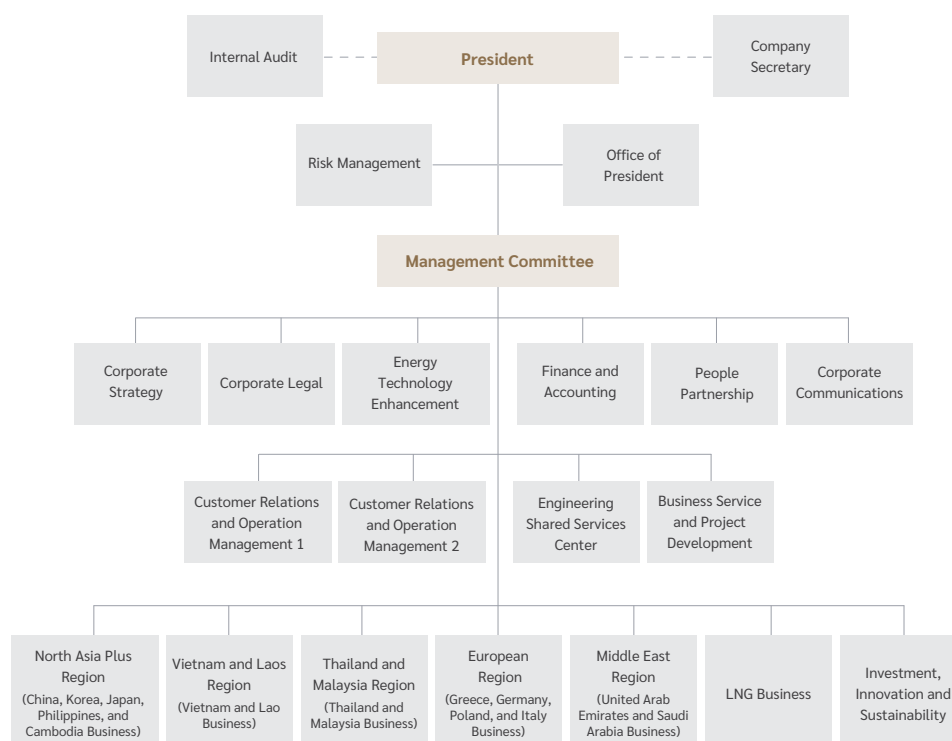 Internal Audit
President
Company
Secretary
Risk Management
Office of
President
Management Committee
Corporate
Strategy
Corporate Legal
Energy
Technology
Enhancement
Finance and
Accounting
People
Partnership
Corporate
Communications
Customer Relations
and Operation
Management 1
Customer Relations
and Operation
Management 2
Engineering
Shared Services
Center
Business Service
and Project
Development
North Asia Plus
Region
(China, Korea, Japan,
Philippines, and
Cambodia Business)
Vietnam and Laos
Region
(Vietnam and Lao
Business)
Thailand and
Malaysia Region
(Thailand and
Malaysia Business)
European
Region
(Greece, Germany,
Poland, and Italy
Business)
Middle East
Region
(United Arab
Emirates and Saudi
Arabia Business)
LNG Business
Investment,
Innovation and
Sustainability